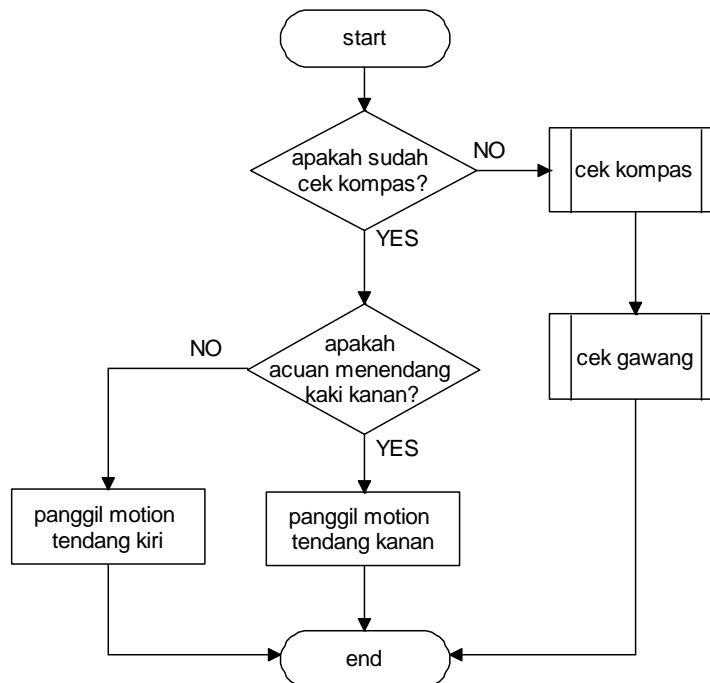 start
apakah sudah
cek kompas?
NO
cek kompas
YES
apakah
acuan menendang
kaki kanan?
NO
cek gawang
YES
panggil motion
tendang kiri
panggil motion
tendang kanan
end